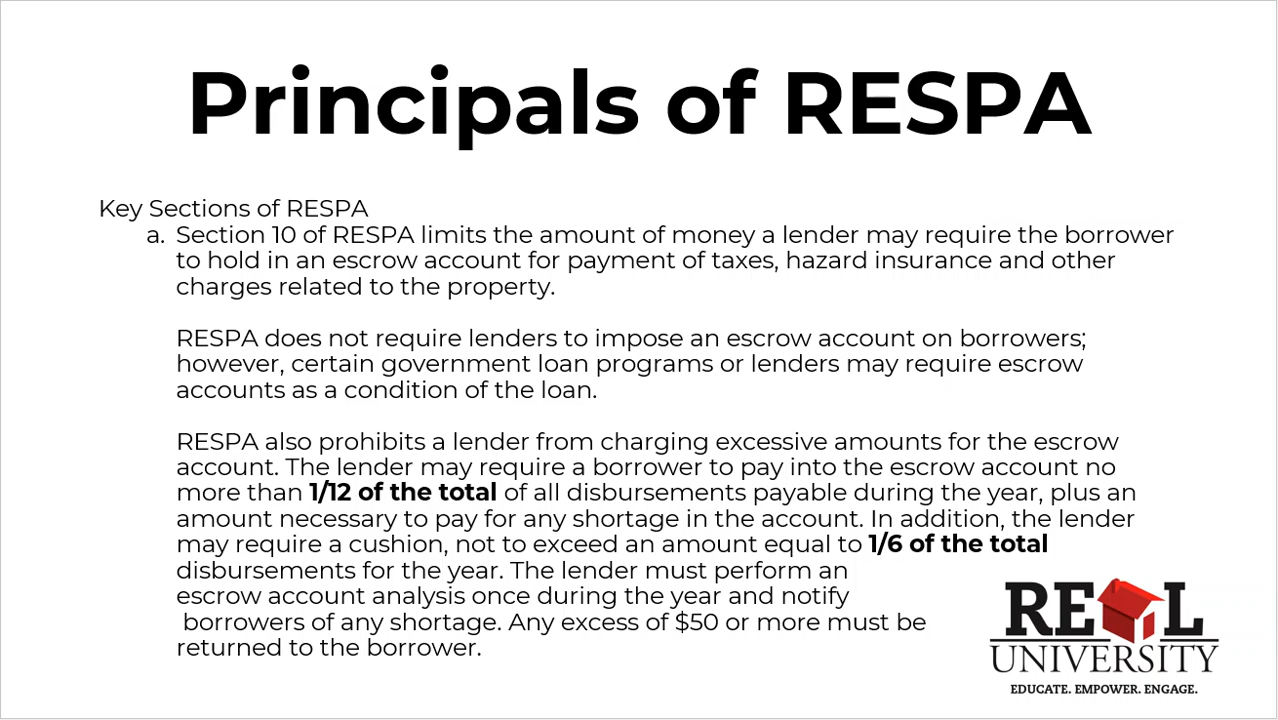 Principals of RESPA
Key Sections of RESPA
a. Section 10 of RESPA limits the amount of money a lender may require the borrower
to hold in an escrow account for payment of taxes, hazard insurance and other
charges related to the property.
RESPA does not require lenders to impose an escrow account on borrowers;
however, certain government loan programs or lenders may require escrow
accounts as a condition of the loan.
RESPA also prohibits a lender from charging excessive amounts for the escrow
account. The lender may require a borrower to pay into the escrow account no
more than 1/12 of the total of all disbursements payable during the year, plus an
amount necessary to pay for any shortage in the account. In addition, the lender
may require a cushion, not to exceed an amount equal to 1/6 of the total
disbursements for the year. The lender must perform an
escrow account analysis once during the year and notify
borrowers of any shortage. Any excess of $50 or more must be
returned to the borrower.
REAL
UNIVERSITY
EDUCATE. EMPOWER. ENGAGE.